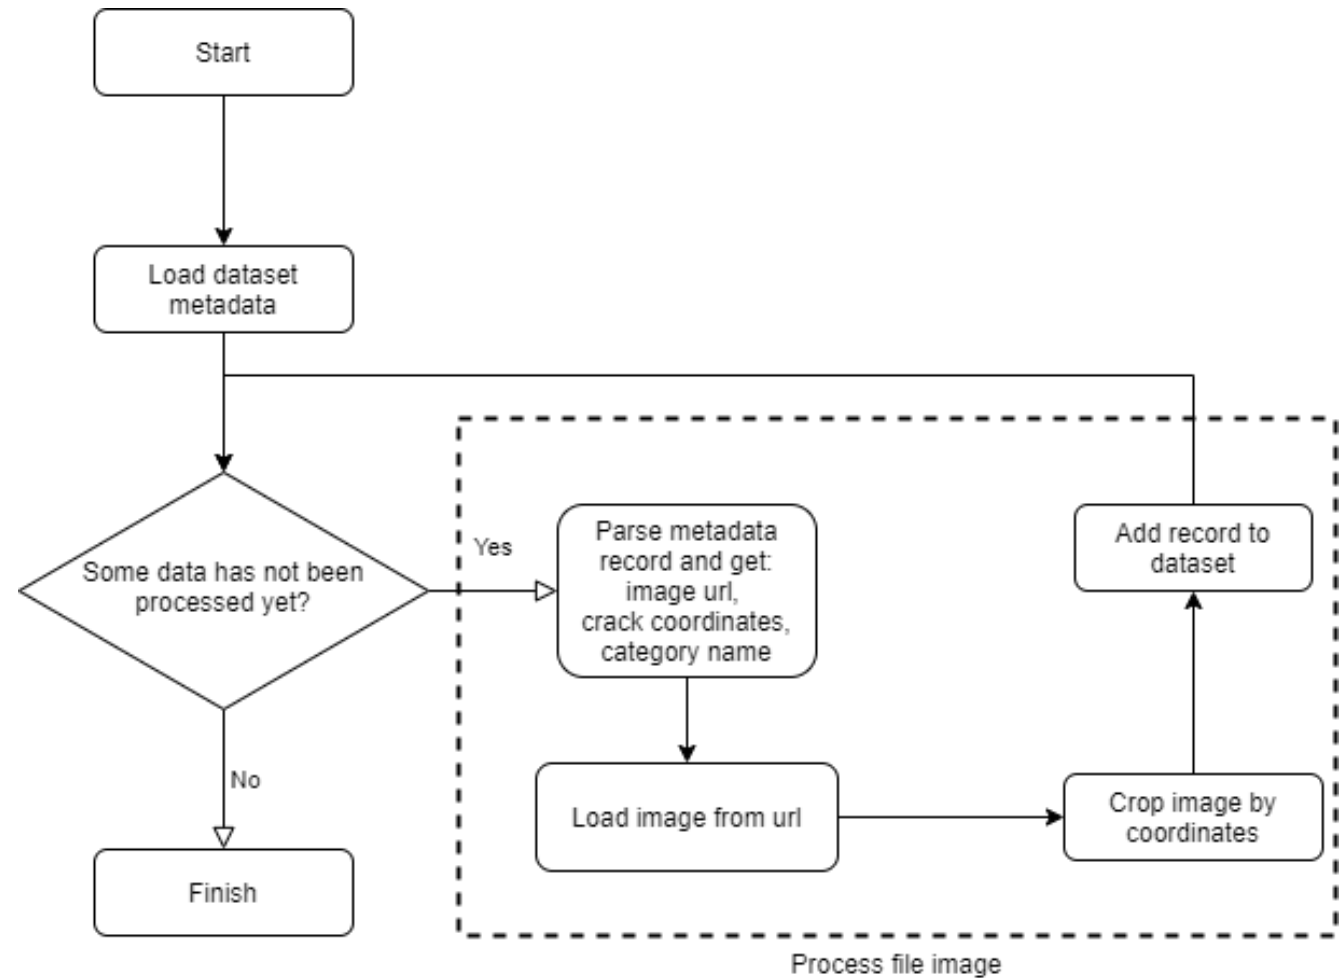 Start
Load dataset
metadata
Some data has not been
processed yet?
Yes
Parse metadata
record and get:
image url,
crack coordinates,
category name
Add record to
dataset
No
Load image from url
Crop image by
coordinates
Finish
Process file image